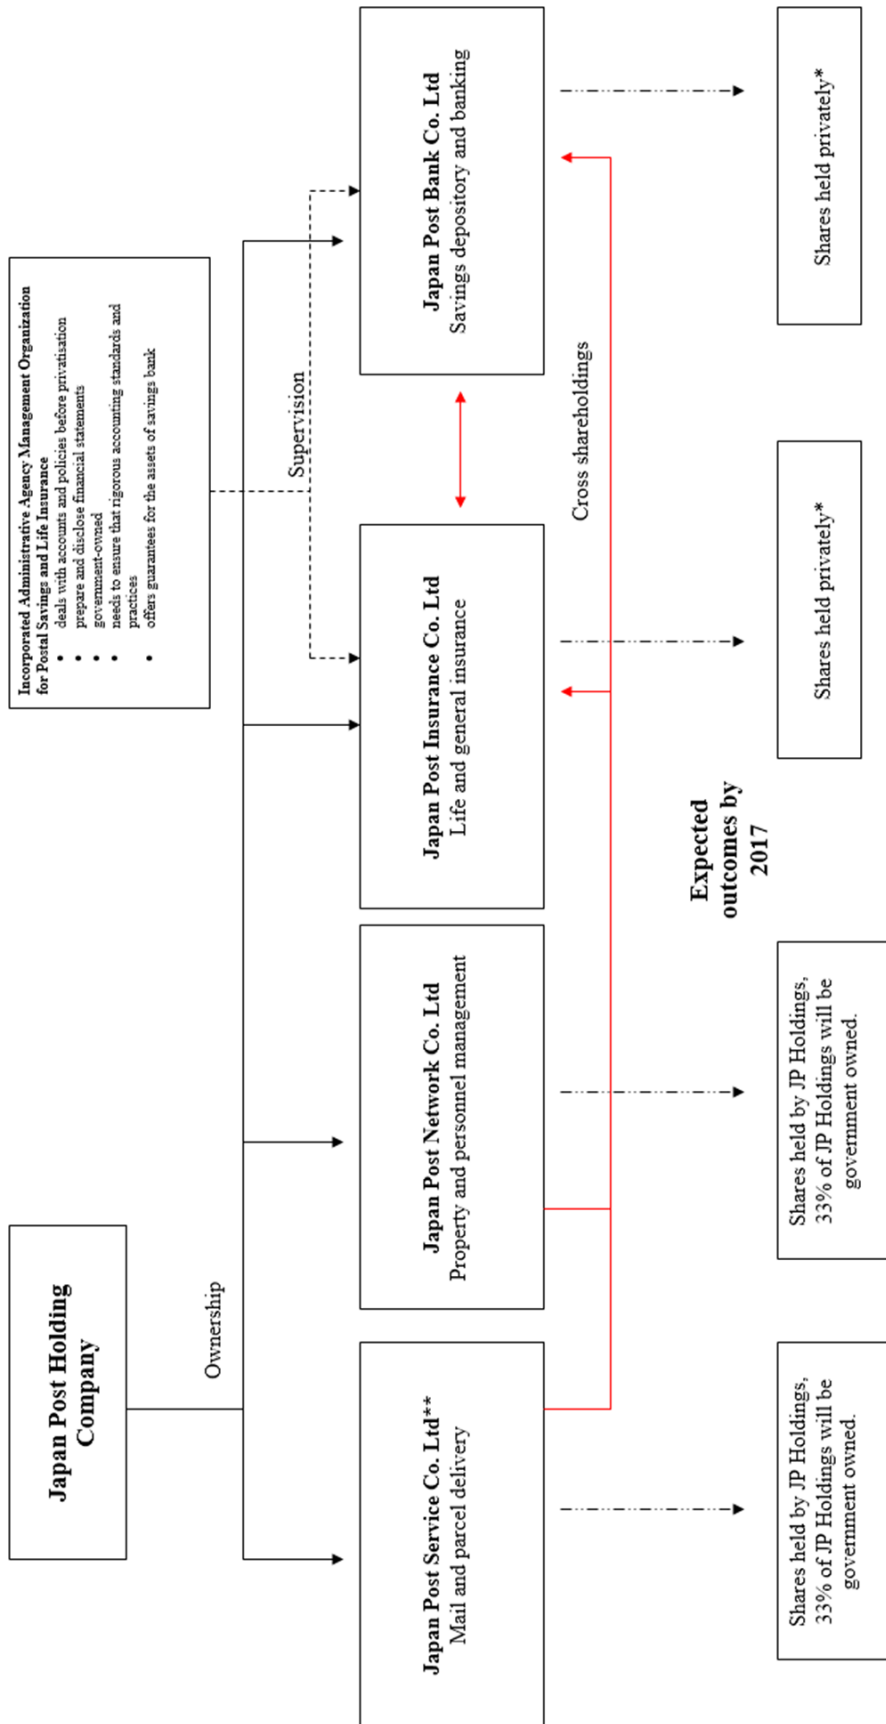 Japan Post Holding
Company
Incorporated Administrative Agency Management Organization
for Postal Savings and Life Insurance
• deals with accounts and policies before privatisation
• prepare and disclose financial statements
• government-owned
• needs to ensure that rigorous accounting standards and
practices
• offers guarantees for the assets of savings bank
Ownership
Supervision
Japan Post Service Co. Ltd**
Mail and parcel delivery
Japan Post Network Co. Ltd
Property and personnel management
Japan Post Insurance Co. Ltd
Life and general insurance
Japan Post Bank Co. Ltd
Savings depository and banking
Cross shareholdings
Expected
outcomes by
2017
Shares held by JP Holdings,
33% of JP Holdings will be
government owned.
Shares held by JP Holdings,
33% of JP Holdings will be
government owned.
Shares held privately*
Shares held privately*